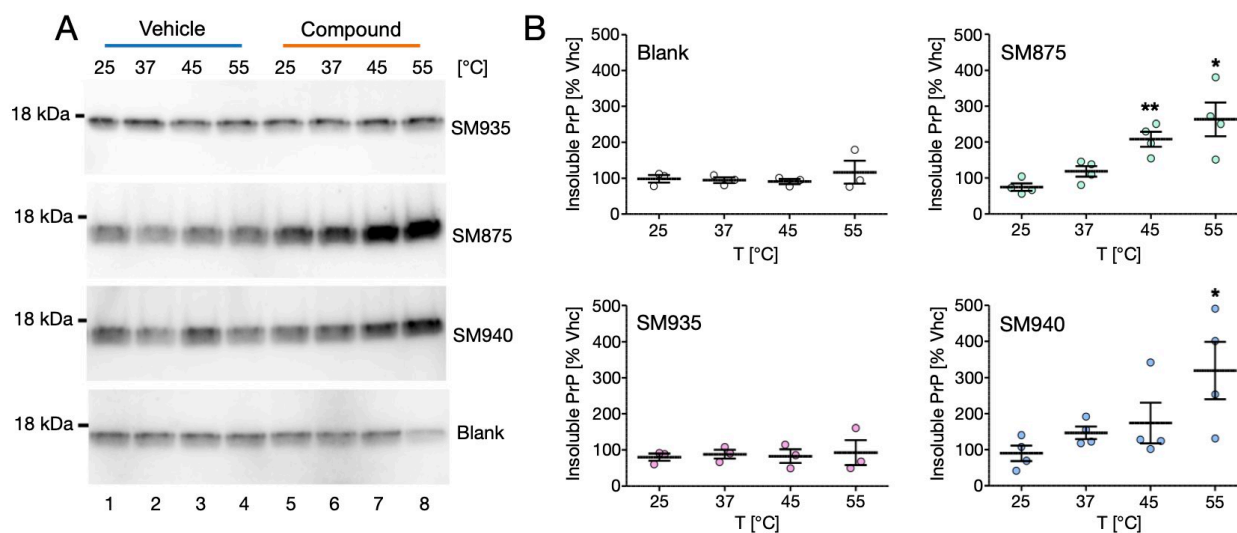 A
Vehicle Compound
25 37 45 55 25 37 45 55 [°C]
18 kDa SM935
18 kDa SM875
18 kDa SM940
18 kDa Blank
1 2 3 4 5 6 7 8
B
Blank
Insoluble PrP [% Vhc]
500
400
300
200
100
0
25 37 45 55
T [°C]
SM875
Insoluble PrP [% Vhc]
500
400
300
200
100
0
** *
25 37 45 55
T [°C]
SM935
Insoluble PrP [% Vhc]
500
400
300
200
100
0
25 37 45 55
T [°C]
SM940
Insoluble PrP [% Vhc]
500
400
300
200
100
0
*
25 37 45 55
T [°C]